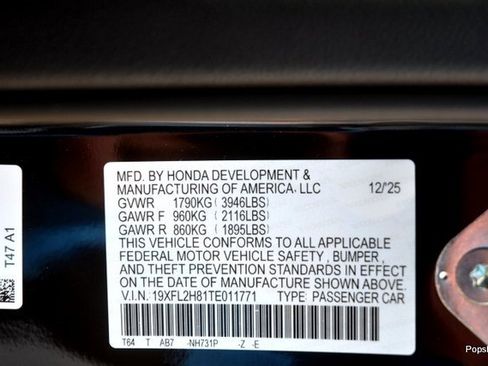 MFD. BY HONDA DEVELOPMENT &
MANUFACTURING OF AMERICA, LLC 12/25
GVWR 1790KG ( 3946LBS)
GAWR F 960KG ( 2116LBS)
GAWR R 860KG ( 1895LBS)
THIS VEHICLE CONFORMS TO ALL APPLICABLE
FEDERAL MOTOR VEHICLE SAFETY , BUMPER ,
AND THEFT PREVENTION STANDARDS IN EFFECT
ON THE DATE OF MANUFACTURE SHOWN ABOVE.
V.I.N. 19XFL2H81TE011771 TYPE: PASSENGER CAR
T64 T AB7 -NH731P -Z -E
T47 A1